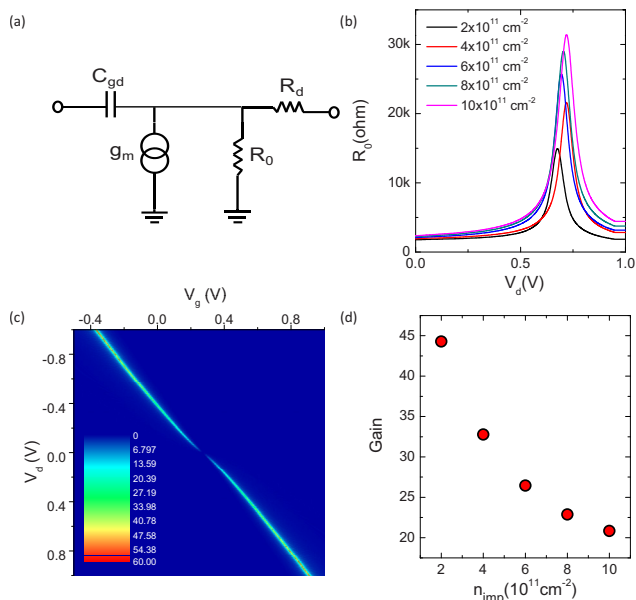 (a)
C_gd
R_d
g_m
R_0
(b)
2x10^11 cm^-2
4x10^11 cm^-2
6x10^11 cm^-2
8x10^11 cm^-2
10x10^11 cm^-2
R_0(ohm)
30k
20k
10k
0
0.0 0.5 1.0
V_d(V)
(c)
V_g (V)
-0.4 0.0 0.4 0.8
V_d (V)
-0.8
-0.4
0.0
0.4
0.8
0
6.797
13.59
20.39
27.19
33.98
40.78
47.58
54.38
60.00
(d)
Gain
45
40
35
30
25
20
2 4 6 8 10
n_imp(10^11cm^-2)